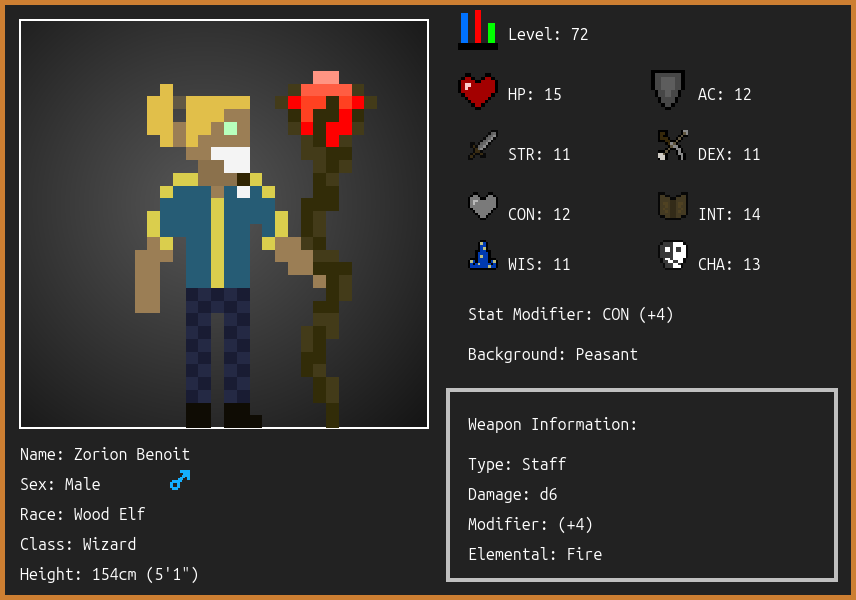 Level: 72
HP: 15
AC: 12
STR: 11
DEX: 11
CON: 12
INT: 14
WIS: 11
CHA: 13
Stat Modifier: CON (+4)
Background: Peasant
Name: Zorion Benoit
Sex: Male
Race: Wood Elf
Class: Wizard
Height: 154cm (5'1")
Weapon Information:
Type: Staff
Damage: d6
Modifier: (+4)
Elemental: Fire